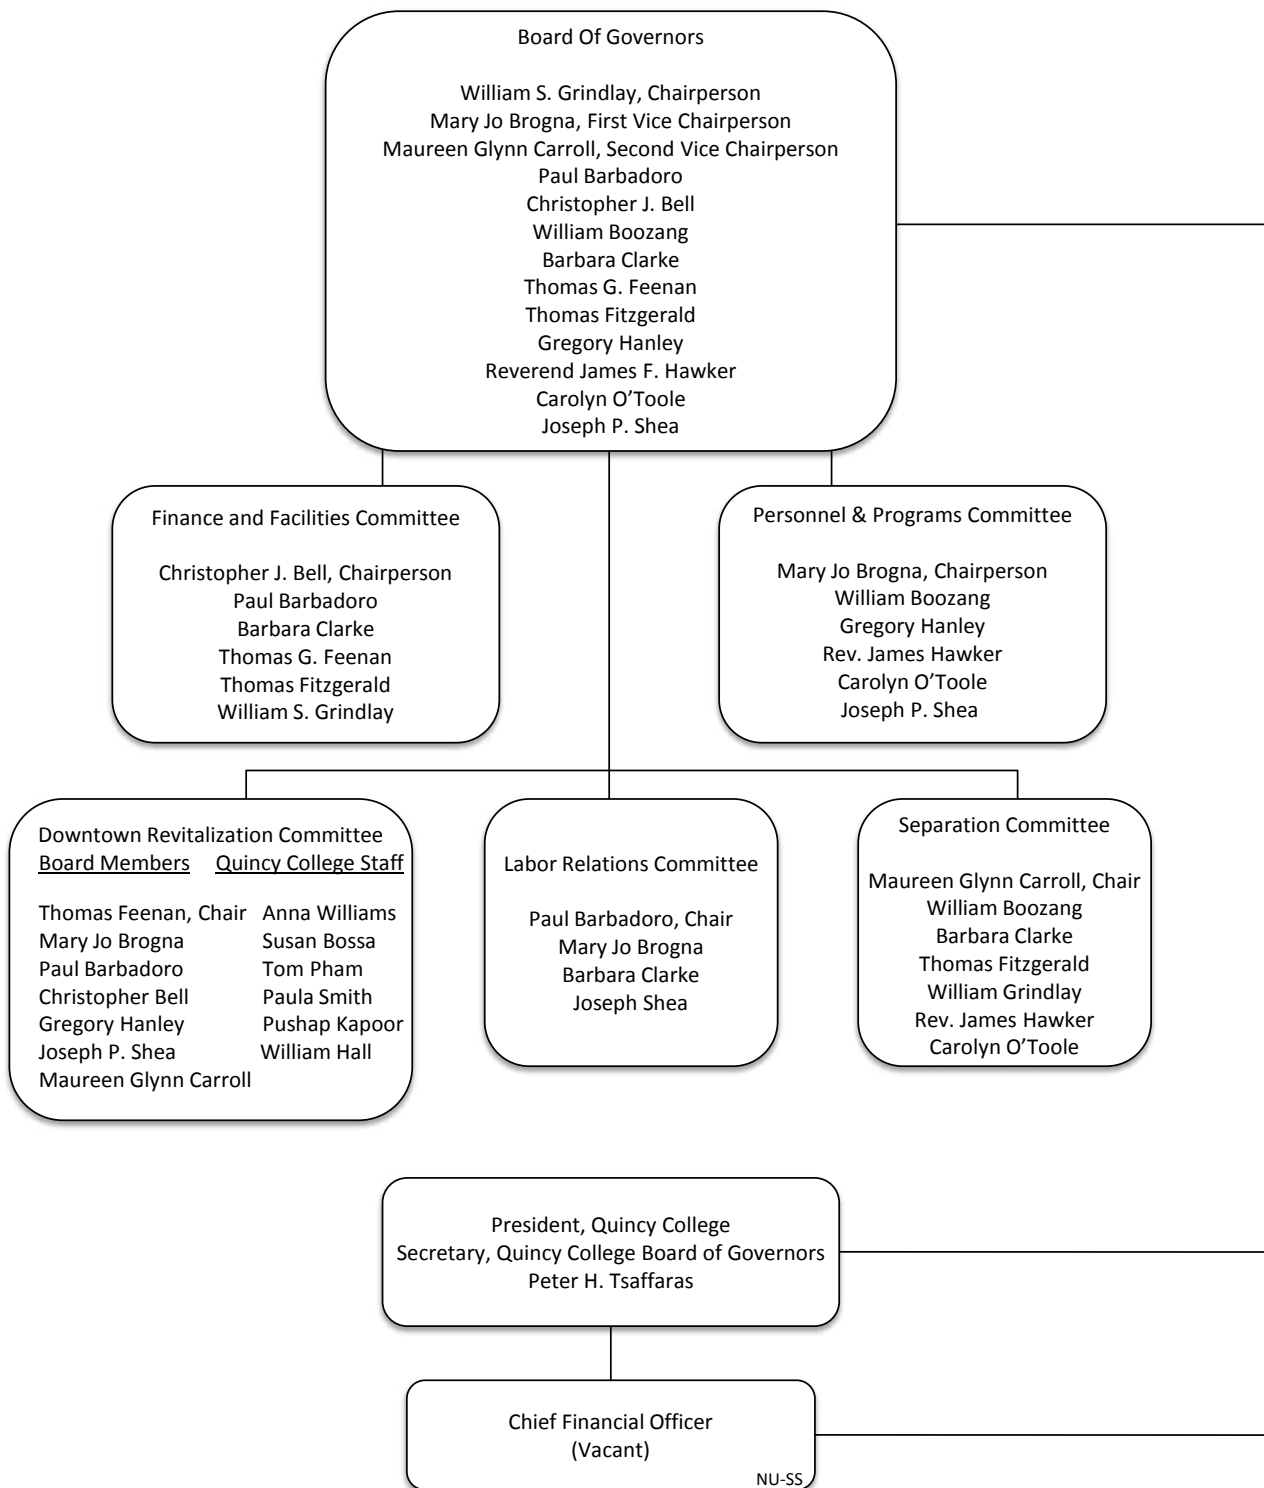 Board Of Governors
William S. Grindlay, Chairperson
Mary Jo Brogna, First Vice Chairperson
Maureen Glynn Carroll, Second Vice Chairperson
Paul Barbadoro
Christopher J. Bell
William Boozang
Barbara Clarke
Thomas G. Feenan
Thomas Fitzgerald
Gregory Hanley
Reverend James F. Hawker
Carolyn O’Toole
Joseph P. Shea
Finance and Facilities Committee
Christopher J. Bell, Chairperson
Paul Barbadoro
Barbara Clarke
Thomas G. Feenan
Thomas Fitzgerald
William S. Grindlay
Personnel & Programs Committee
Mary Jo Brogna, Chairperson
William Boozang
Gregory Hanley
Rev. James Hawker
Carolyn O’Toole
Joseph P. Shea
Downtown Revitalization Committee
Board Members Quincy College Staff
Thomas Feenan, Chair Anna Williams
Mary Jo Brogna Susan Bossa
Paul Barbadoro Tom Pham
Christopher Bell Paula Smith
Gregory Hanley Pushap Kapoor
Joseph P. Shea William Hall
Maureen Glynn Carroll
Labor Relations Committee
Paul Barbadoro, Chair
Mary Jo Brogna
Barbara Clarke
Joseph Shea
Separation Committee
Maureen Glynn Carroll, Chair
William Boozang
Barbara Clarke
Thomas Fitzgerald
William Grindlay
Rev. James Hawker
Carolyn O’Toole
President, Quincy College
Secretary, Quincy College Board of Governors
Peter H. Tsaffaras
Chief Financial Officer
(Vacant)
NU-SS